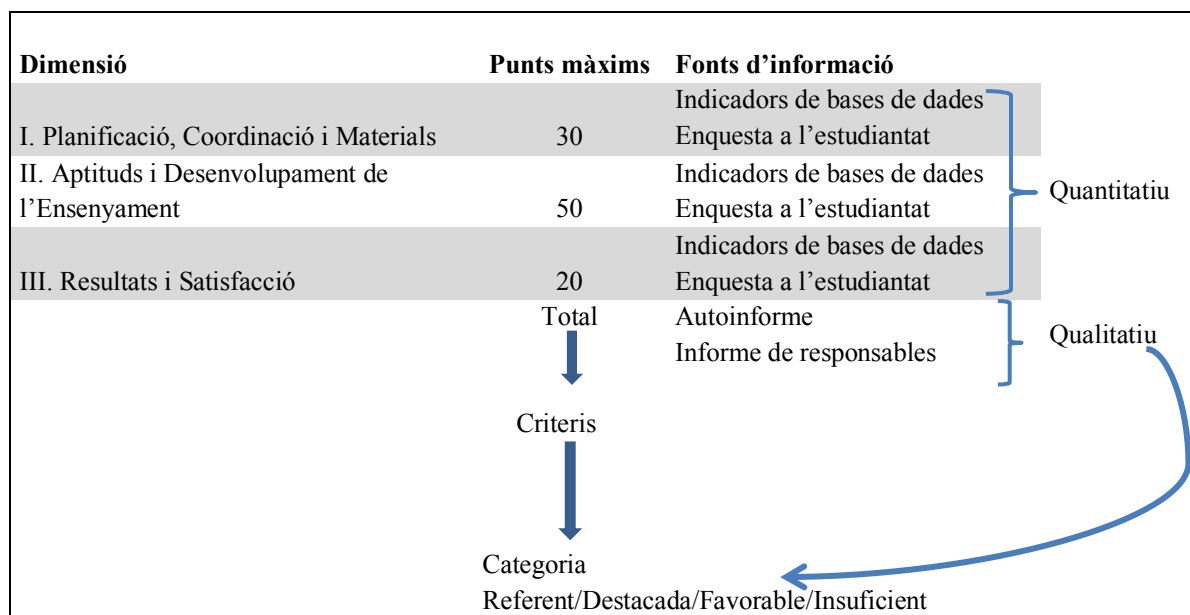 Dimensió Punts màxims Fonts d’informació
Indicadors de bases de dades
I. Planificació, Coordinació i Materials 30 Enquesta a l’estudiantat
II. Aptituds i Desenvolupament de Indicadors de bases de dades
l’Ensenyament 50 Enquesta a l’estudiantat
Quantitatiu
Indicadors de bases de dades
III. Resultats i Satisfacció 20 Enquesta a l’estudiantat
Total Autoinforme
Informe de responsables
Qualitatiu
Criteris
Categoria
Referent/Destacada/Favorable/Insuficient